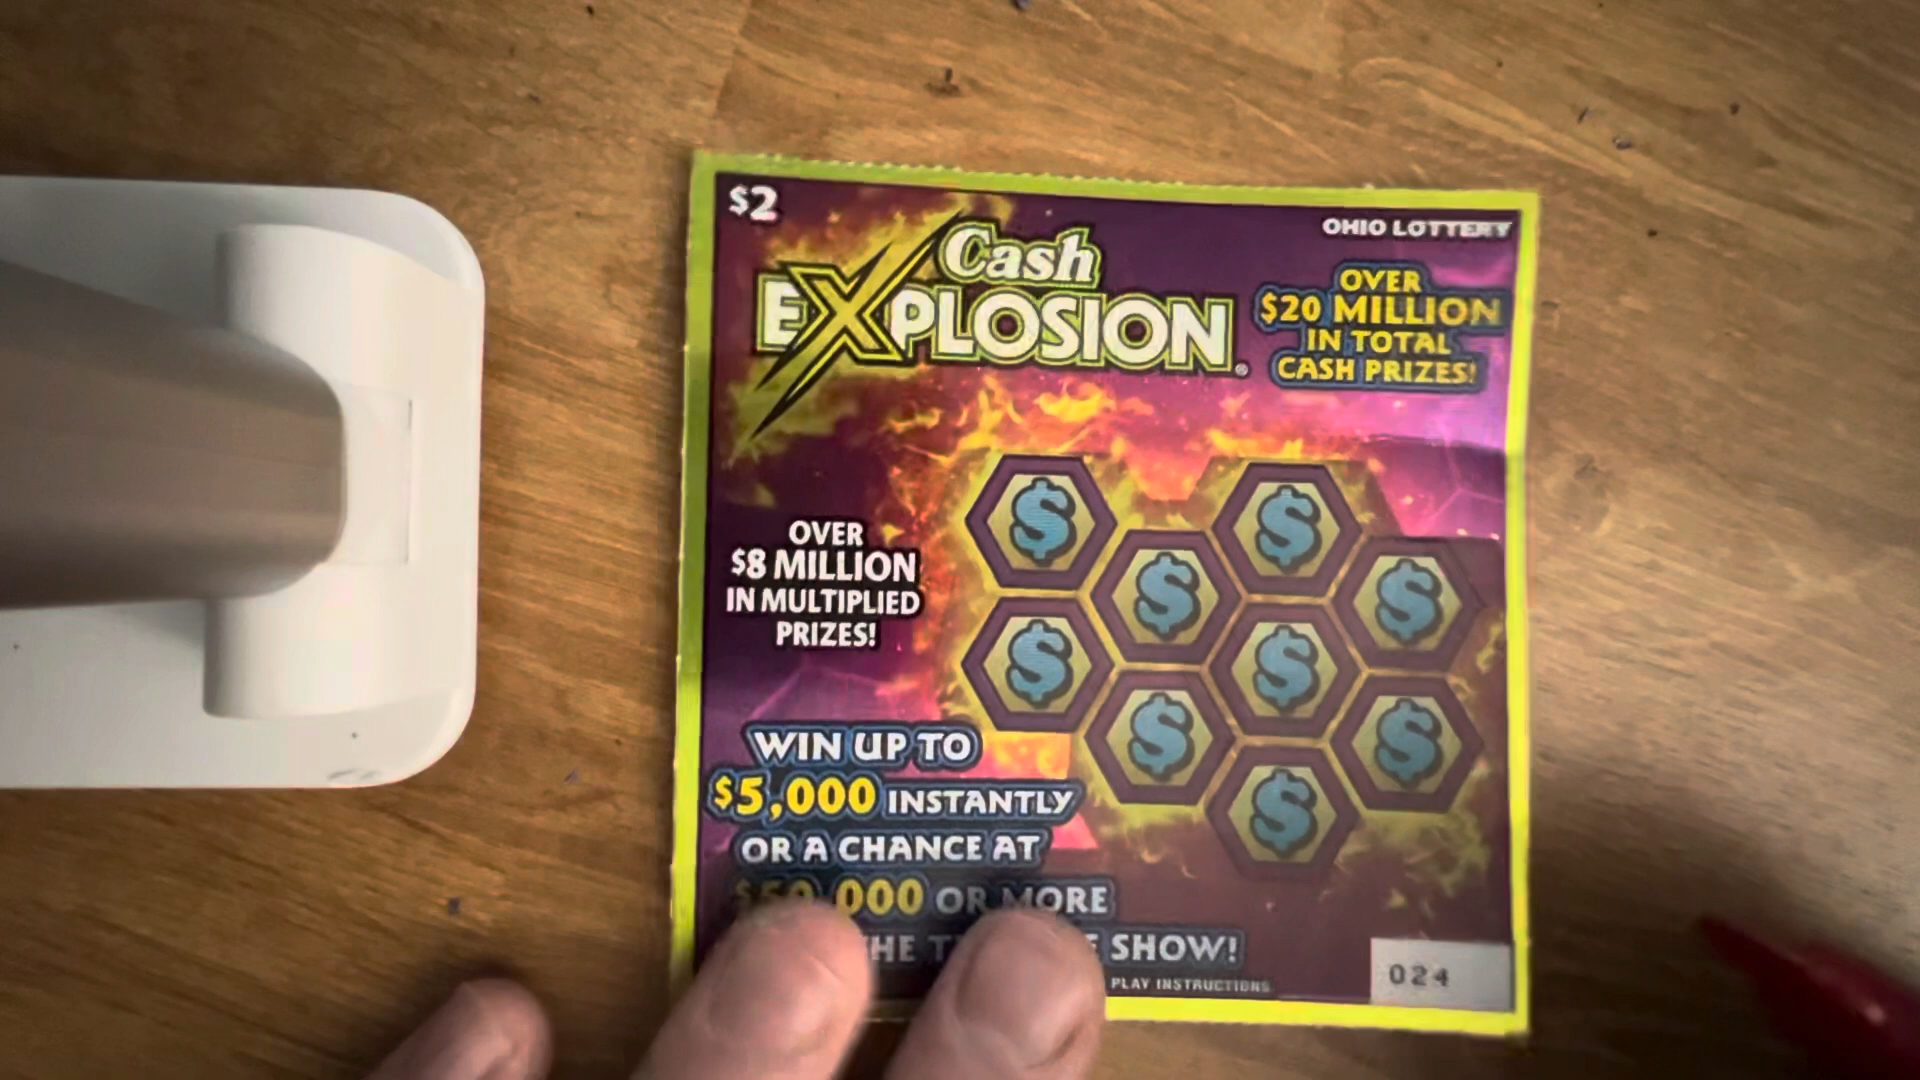 $2
OHIO LOTTERY
Cash
EXPLOSION®
OVER
$20 MILLION
IN TOTAL
CASH PRIZES!
OVER
$8 MILLION
IN MULTIPLIED
PRIZES!
$ $ $ $ $ $ $ $ $
WIN UP TO
$5,000 INSTANTLY
OR A CHANCE AT
$50,000 OR MORE
SHOW!
PLAY INSTRUCTIONS
024